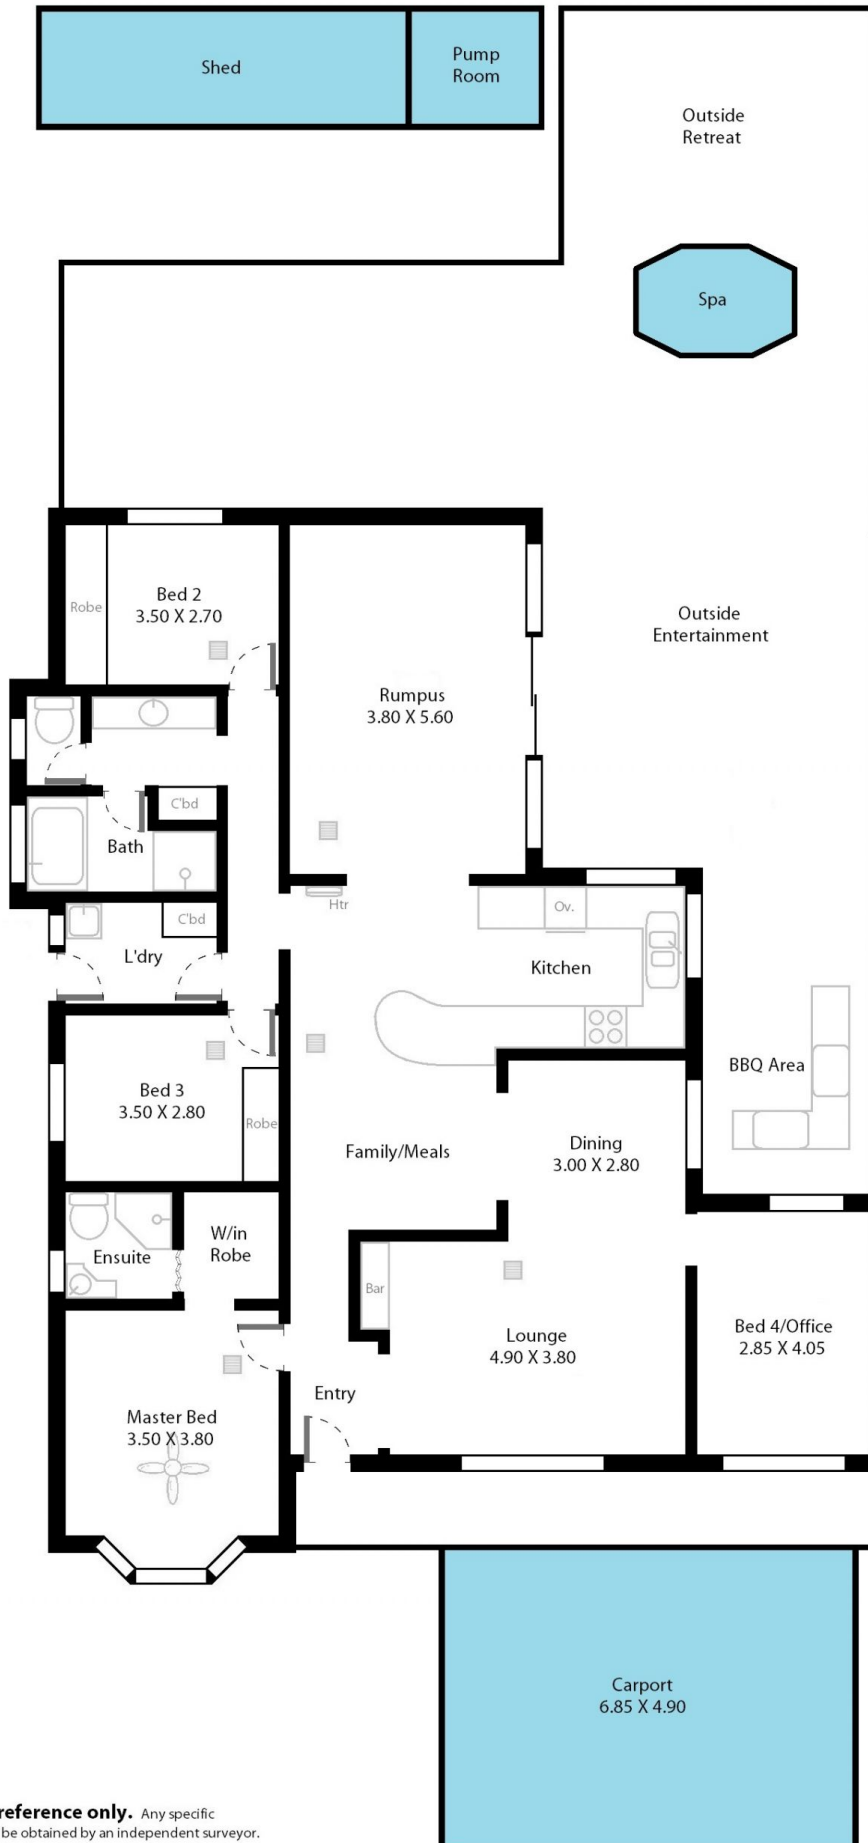 Shed
Pump
Room
Outside
Retreat
Spa
Robe
Bed 2
3.50 X 2.70
Outside
Entertainment
Rumpus
3.80 X 5.60
C'bd
Bath
Htr
Ov.
C'bd
L'dry
Kitchen
BBQ Area
Bed 3
3.50 X 2.80
Robe
Family/Meals
Dining
3.00 X 2.80
W/in
Robe
Ensuite
Bar
Lounge
4.90 X 3.80
Bed 4/Office
2.85 X 4.05
Entry
Master Bed
3.50 X 3.80
Carport
6.85 X 4.90
reference only. Any specific
be obtained by an independent surveyor.